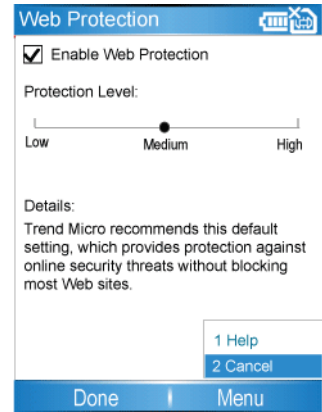 Web Protection
Enable Web Protection
Protection Level:
Low Medium High
Details:
Trend Micro recommends this default
setting, which provides protection against
online security threats without blocking
most Web sites.
1 Help
2 Cancel
Done Menu